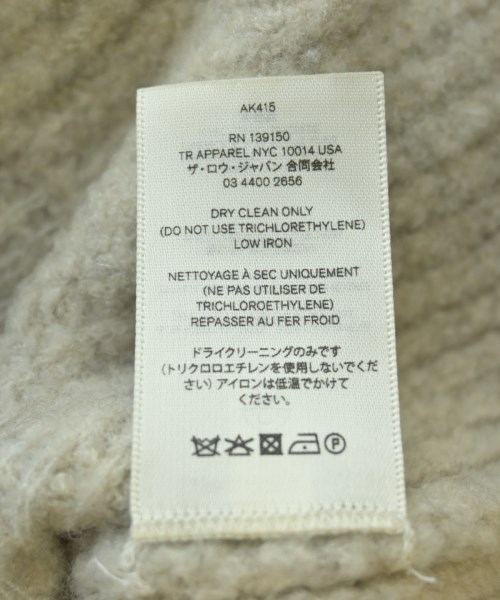 AK415
RN 139150
TR APPAREL NYC 10014 USA
ザ・ロウ・ジャパン 合同会社
03 4400 2656
DRY CLEAN ONLY
(DO NOT USE TRICHLORETHYLENE)
LOW IRON
NETTOYAGE À SEC UNIQUEMENT
(NE PAS UTILISER DE
TRICHLOROETHYLENE)
REPASSER AU FER FROID
ドライクリーニングのみです
(トリクロロエチレンを使用しないでくだ
さい) アイロンは低温でかけて
ください。
P